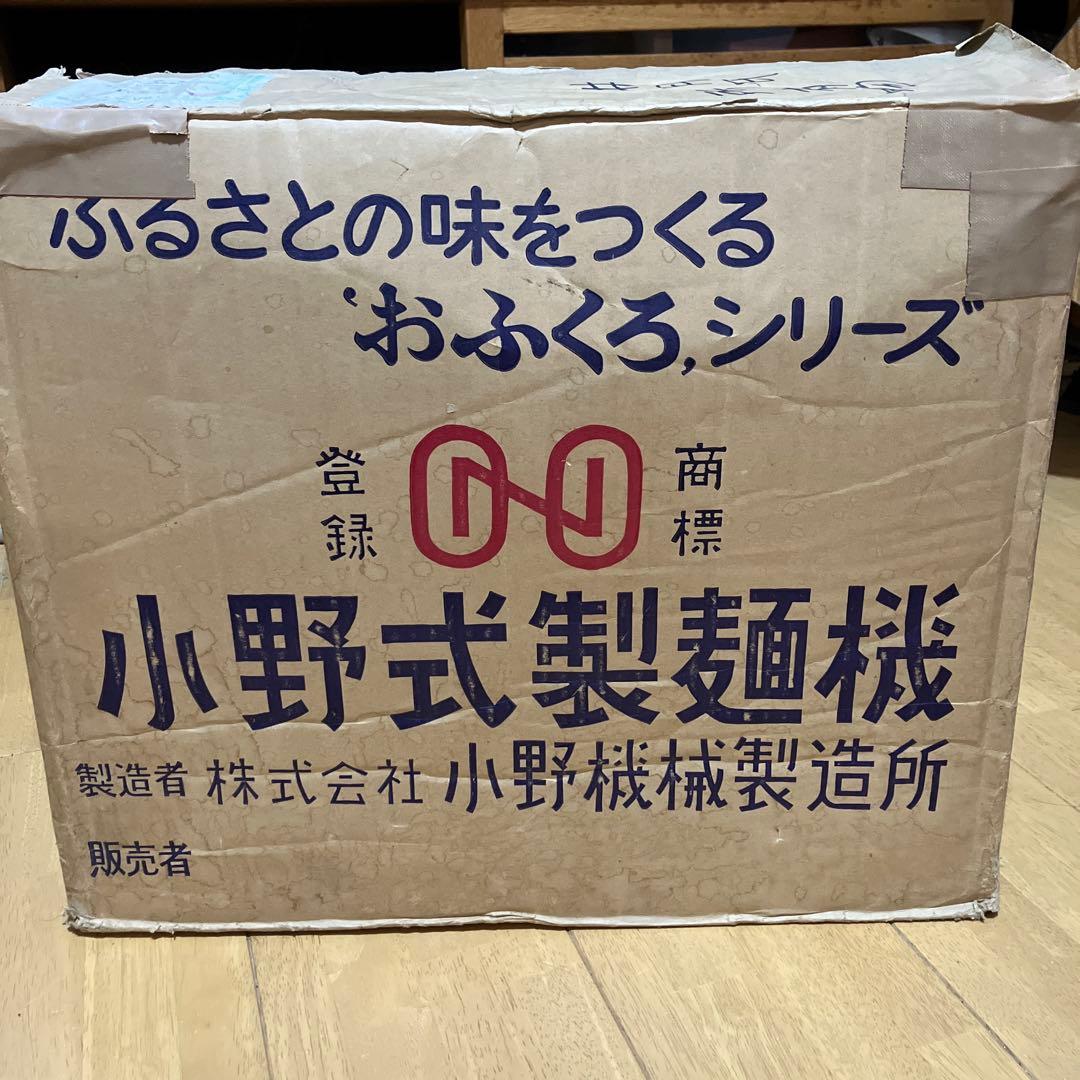 ふるさとの味をつくる
‘おふくろ,シリーズ”
登録 商標
小野式製麺機
製造者 株式会社 小野機械製造所
販売者